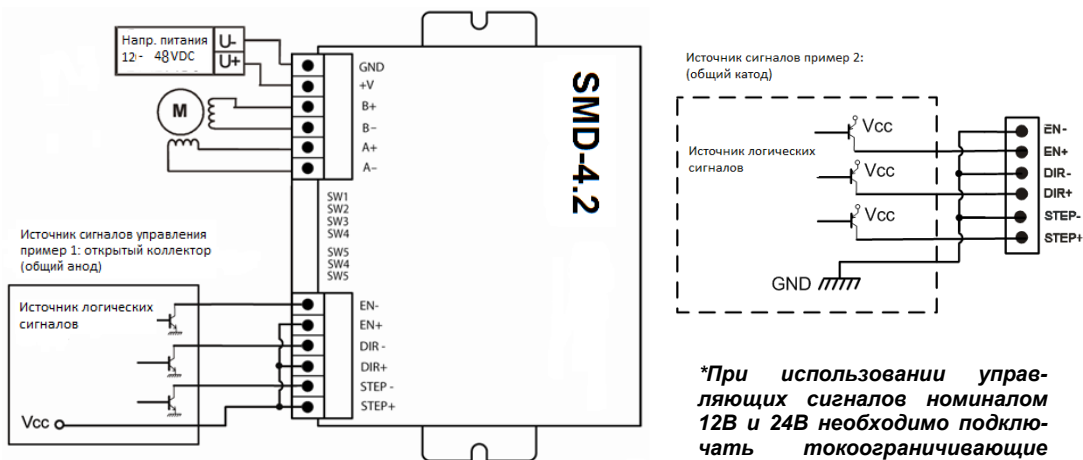 Напр. питания
12 - 48VDC
U-
U+
M
GND
+V
B+
B-
A+
A-
SW1
SW2
SW3
SW4
SW5
SW4
SW5
SMD-4.2
Источник сигналов управления
пример 1: открытый коллектор
(общий анод)
Источник логических
сигналов
Vcc
EN-
EN+
DIR -
DIR+
STEP -
STEP+
Источник сигналов пример 2:
(общий катод)
Источник логических
сигналов
Vcc
Vcc
Vcc
GND
EN-
EN+
DIR-
DIR+
STEP-
STEP+
*При использовании управ-
ляющих сигналов номиналом
12В и 24В необходимо подклю-
чать токоограничивающие